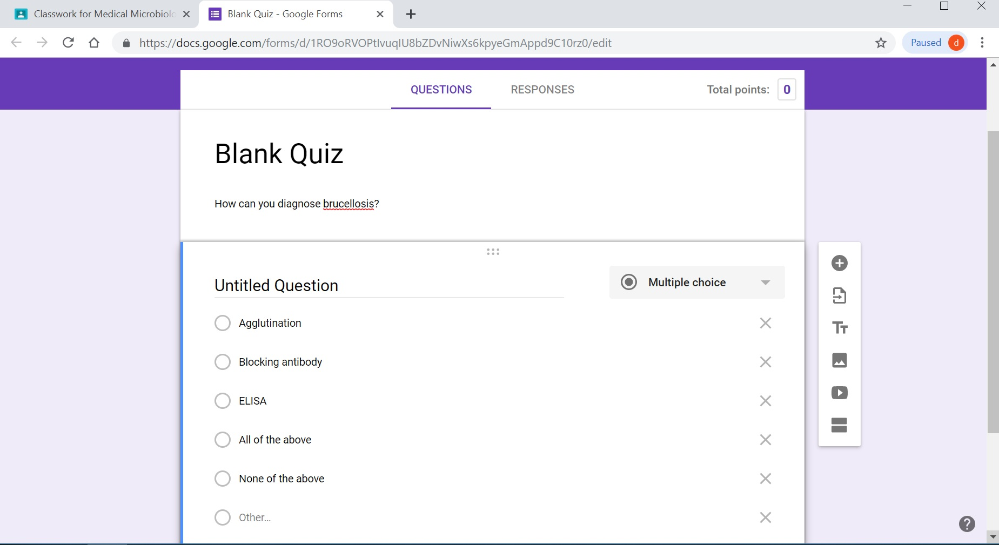 Classwork for Medical Microbiolo
Blank Quiz - Google Forms
https://docs.google.com/forms/d/1RO9oRVOPtIvuqIU8bZDvNiwXs6kpyeGmAppd9C10rz0/edit
Paused d
QUESTIONS RESPONSES Total points: 0
Blank Quiz
How can you diagnose brucellosis?
Untitled Question
Multiple choice
Agglutination
Blocking antibody
ELISA
All of the above
None of the above
Other...